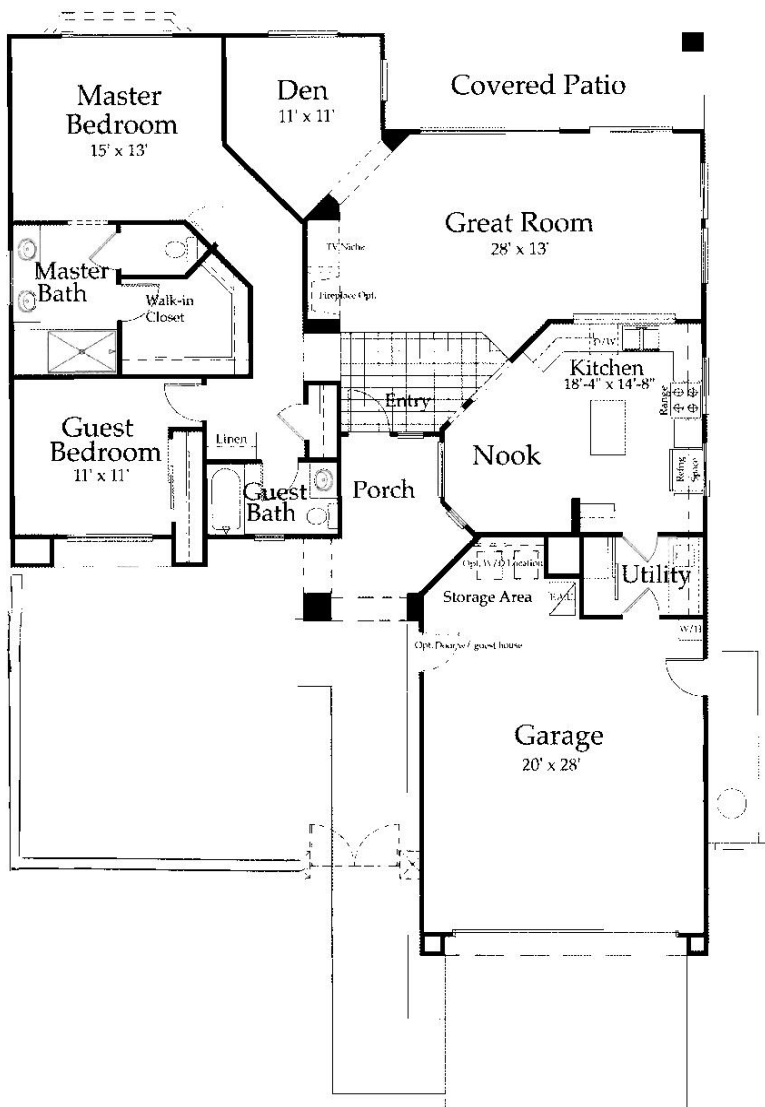 Master
Bedroom
15' x 13'
Den
11' x 11'
Covered Patio
Great Room
28' x 13'
TV Niche
Fireplace Opt.
Master
Bath
Walk-in
Closet
Entry
D/W
Kitchen
18'-4" x 14'-8"
Range
Refrig
Space
Nook
Guest
Bedroom
11' x 11'
Linen
Guest
Bath
Porch
Opt. W/D Location
Storage Area
F.A.U.
Utility
W/H
Opt. Door w/ guest house
Garage
20' x 28'